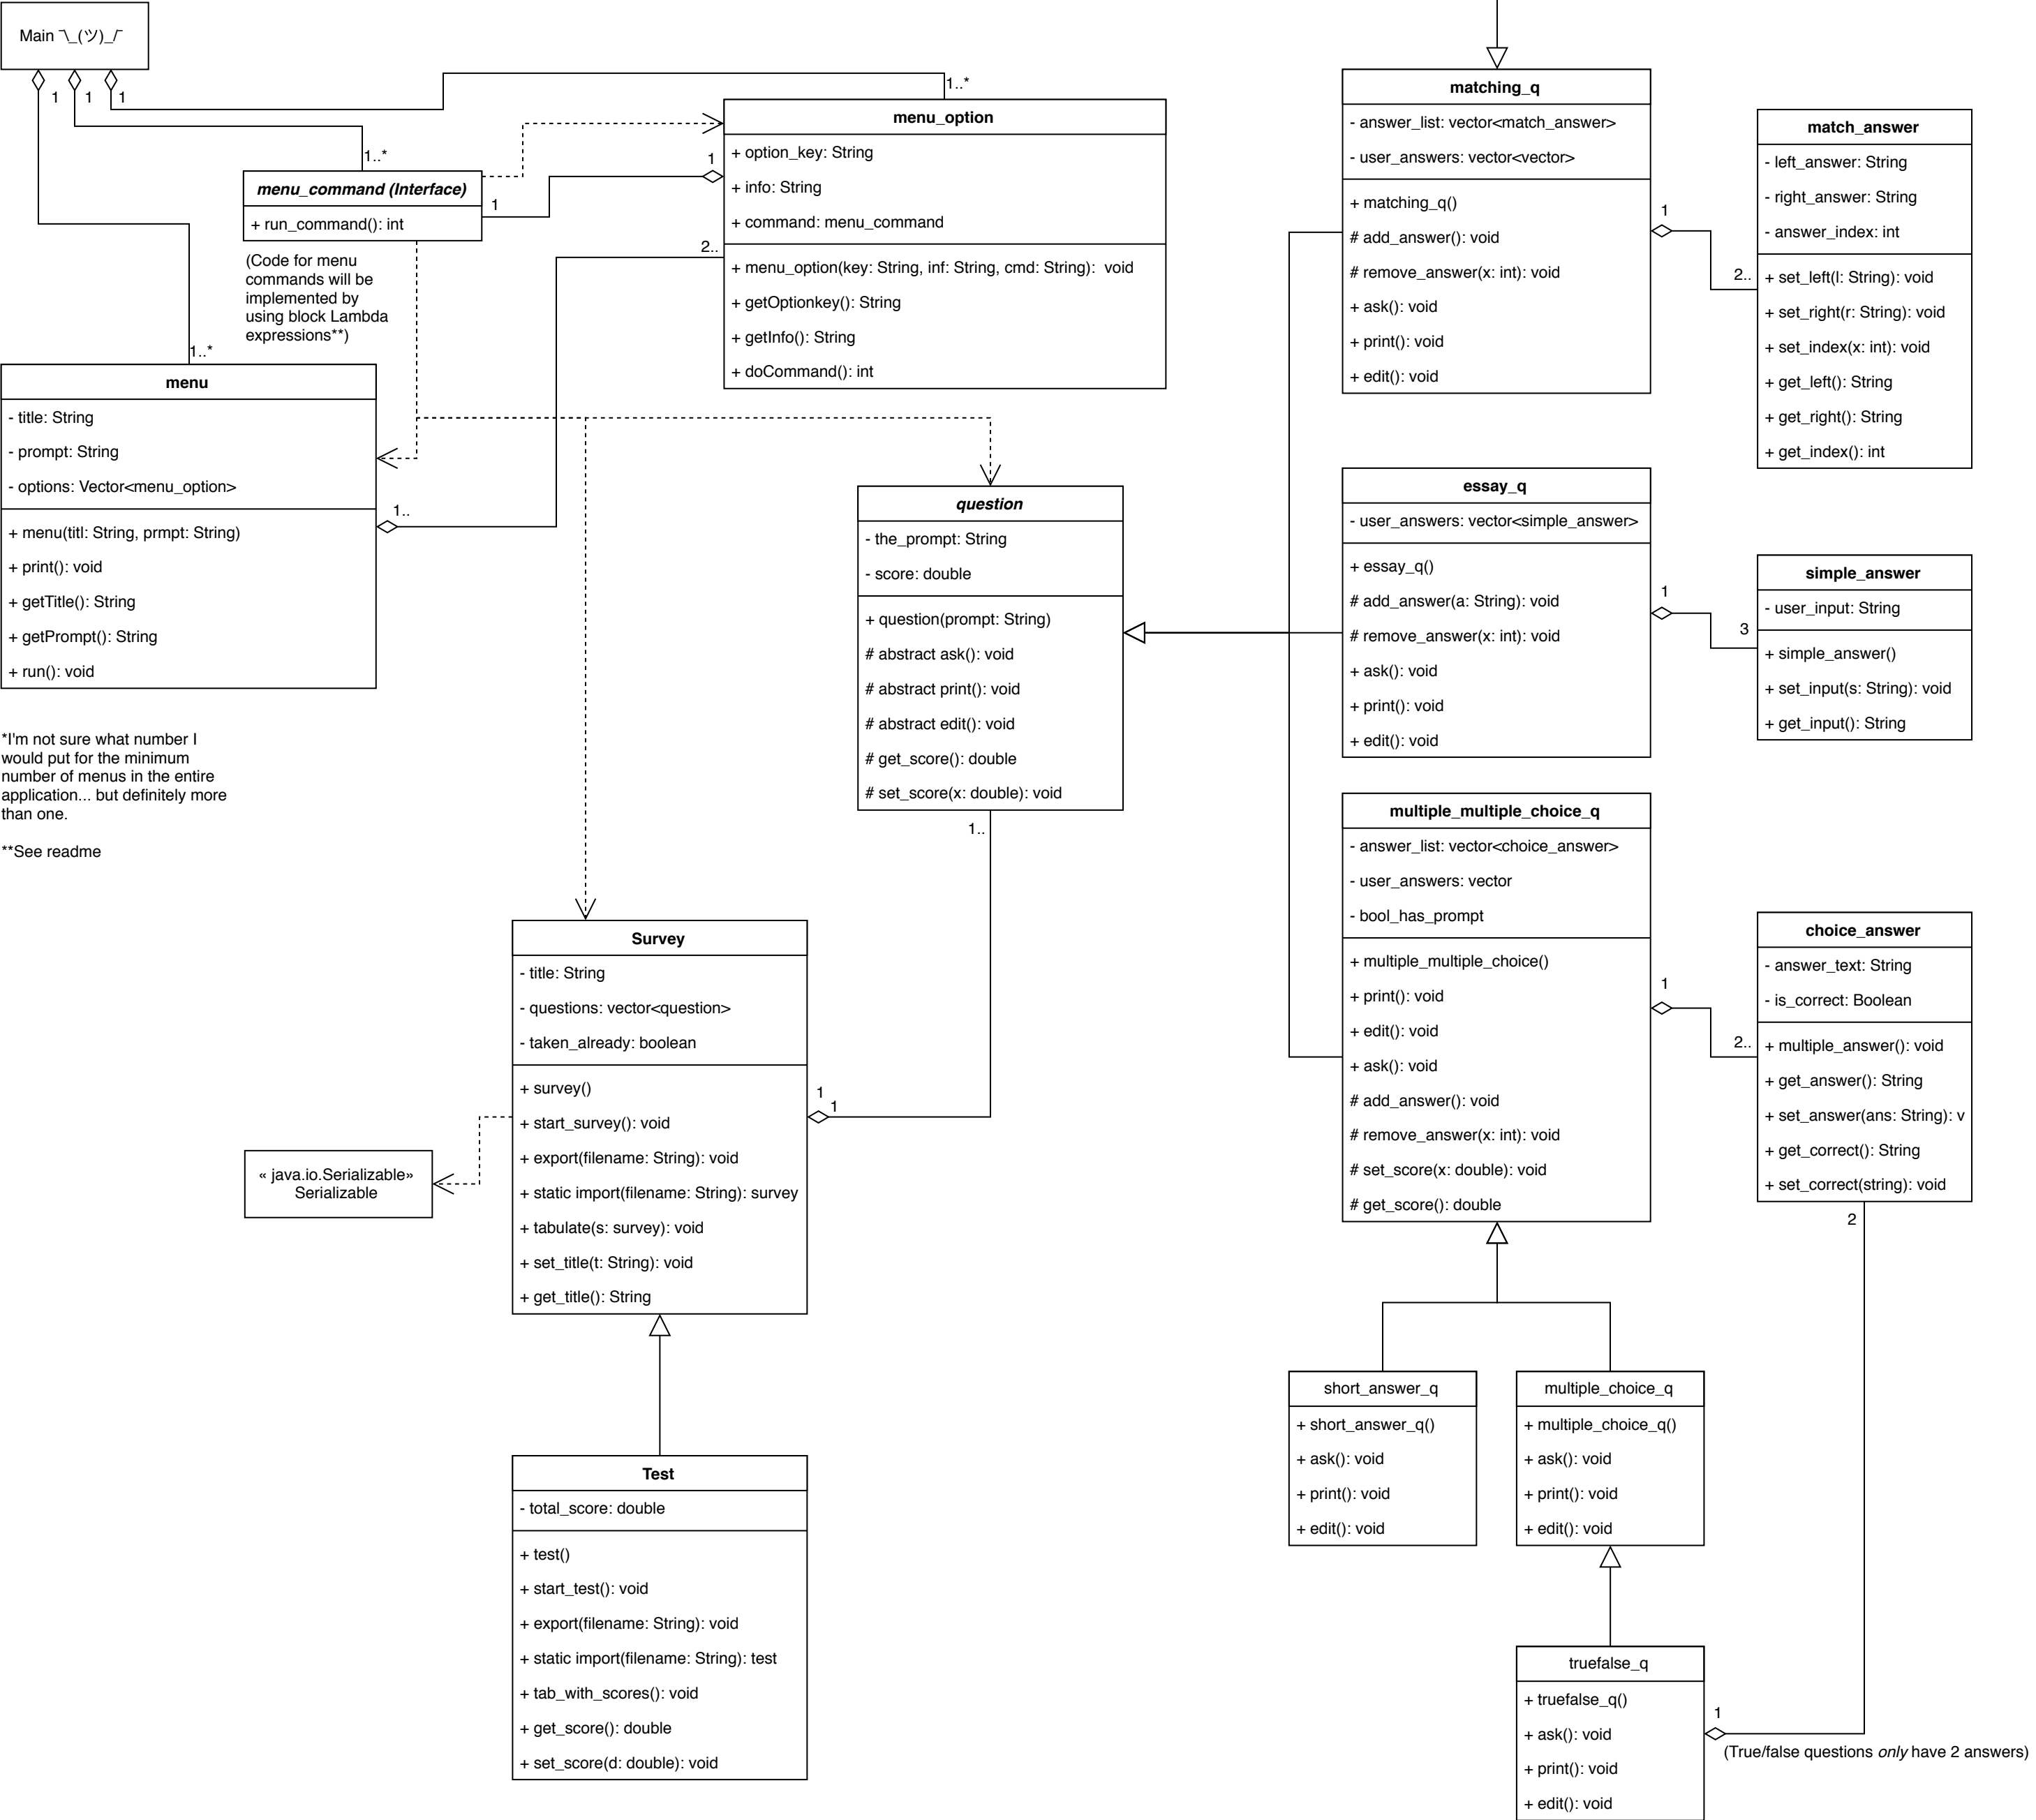 Main ¯\_(ツ)_/¯
1
1
1
1..*
1..*
1..*
menu_command (Interface)
+ run_command(): int
(Code for menu
commands will be
implemented by
using block Lambda
expressions**)
1
1
menu_option
+ option_key: String
+ info: String
+ command: menu_command
2..
+ menu_option(key: String, inf: String, cmd: String):  void
+ getOptionkey(): String
+ getInfo(): String
+ doCommand(): int
menu
- title: String
- prompt: String
- options: Vector<menu_option>
1..
+ menu(titl: String, prmpt: String)
+ print(): void
+ getTitle(): String
+ getPrompt(): String
+ run(): void
*I'm not sure what number I
would put for the minimum
number of menus in the entire
application... but definitely more
than one.
**See readme
question
- the_prompt: String
- score: double
+ question(prompt: String)
# abstract ask(): void
# abstract print(): void
# abstract edit(): void
# get_score(): double
# set_score(x: double): void
1..
Survey
- title: String
- questions: vector<question>
- taken_already: boolean
+ survey()
+ start_survey(): void
+ export(filename: String): void
+ static import(filename: String): survey
+ tabulate(s: survey): void
+ set_title(t: String): void
+ get_title(): String
1
1
« java.io.Serializable»
Serializable
Test
- total_score: double
+ test()
+ start_test(): void
+ export(filename: String): void
+ static import(filename: String): test
+ tab_with_scores(): void
+ get_score(): double
+ set_score(d: double): void
matching_q
- answer_list: vector<match_answer>
- user_answers: vector<vector>
+ matching_q()
# add_answer(): void
# remove_answer(x: int): void
+ ask(): void
+ print(): void
+ edit(): void
1
2..
match_answer
- left_answer: String
- right_answer: String
- answer_index: int
+ set_left(l: String): void
+ set_right(r: String): void
+ set_index(x: int): void
+ get_left(): String
+ get_right(): String
+ get_index(): int
essay_q
- user_answers: vector<simple_answer>
+ essay_q()
# add_answer(a: String): void
# remove_answer(x: int): void
+ ask(): void
+ print(): void
+ edit(): void
1
3
simple_answer
- user_input: String
+ simple_answer()
+ set_input(s: String): void
+ get_input(): String
multiple_multiple_choice_q
- answer_list: vector<choice_answer>
- user_answers: vector
- bool_has_prompt
+ multiple_multiple_choice()
+ print(): void
+ edit(): void
+ ask(): void
# add_answer(): void
# remove_answer(x: int): void
# set_score(x: double): void
# get_score(): double
1
2..
choice_answer
- answer_text: String
- is_correct: Boolean
+ multiple_answer(): void
+ get_answer(): String
+ set_answer(ans: String): v
+ get_correct(): String
+ set_correct(string): void
2
short_answer_q
+ short_answer_q()
+ ask(): void
+ print(): void
+ edit(): void
multiple_choice_q
+ multiple_choice_q()
+ ask(): void
+ print(): void
+ edit(): void
truefalse_q
+ truefalse_q()
+ ask(): void
+ print(): void
+ edit(): void
1
(True/false questions only have 2 answers)